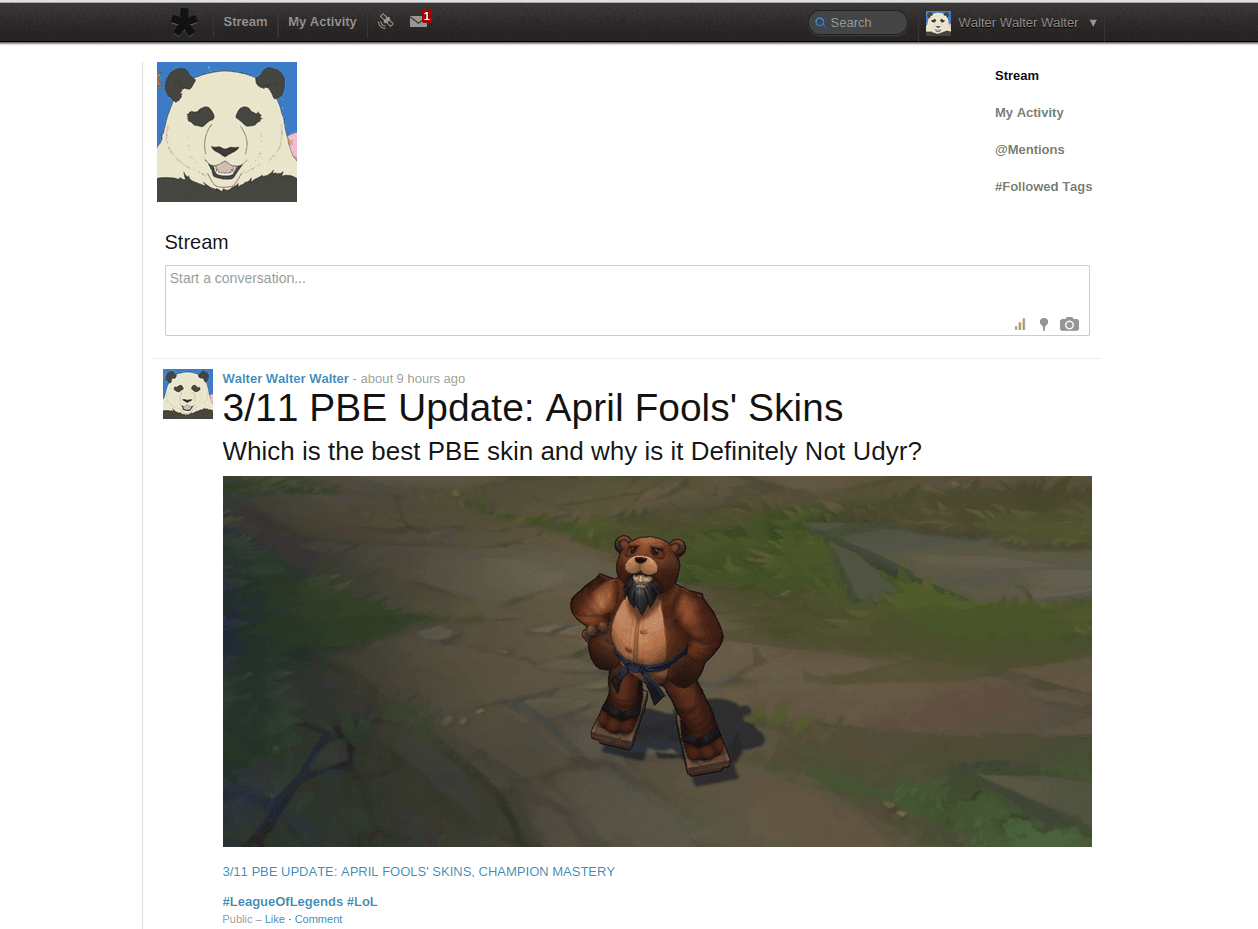 Stream My Activity 1 Search Walter Walter Walter ▼
Stream
My Activity
@Mentions
#Followed Tags
Stream
Start a conversation...
Walter Walter Walter - about 9 hours ago
3/11 PBE Update: April Fools' Skins
Which is the best PBE skin and why is it Definitely Not Udyr?
3/11 PBE UPDATE: APRIL FOOLS' SKINS, CHAMPION MASTERY
#LeagueOfLegends #LoL
Public – Like · Comment